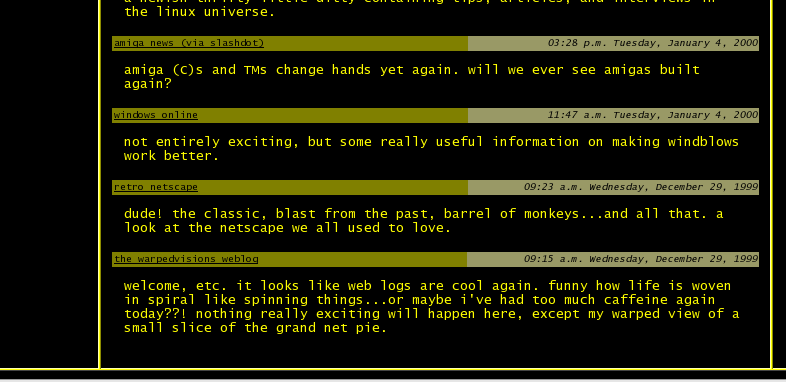 the linux universe.
amiga news (via slashdot) 03:28 p.m. Tuesday, January 4, 2000
amiga (C)s and TMs change hands yet again. will we ever see amigas built
again?
windows online 11:47 a.m. Tuesday, January 4, 2000
not entirely exciting, but some really useful information on making windblows
work better.
retro netscape 09:23 a.m. Wednesday, December 29, 1999
dude! the classic, blast from the past, barrel of monkeys...and all that. a
look at the netscape we all used to love.
the warpedvisions weblog 09:15 a.m. Wednesday, December 29, 1999
welcome, etc. it looks like web logs are cool again. funny how life is woven
in spiral like spinning things...or maybe i've had too much caffeine again
today??! nothing really exciting will happen here, except my warped view of a
small slice of the grand net pie.